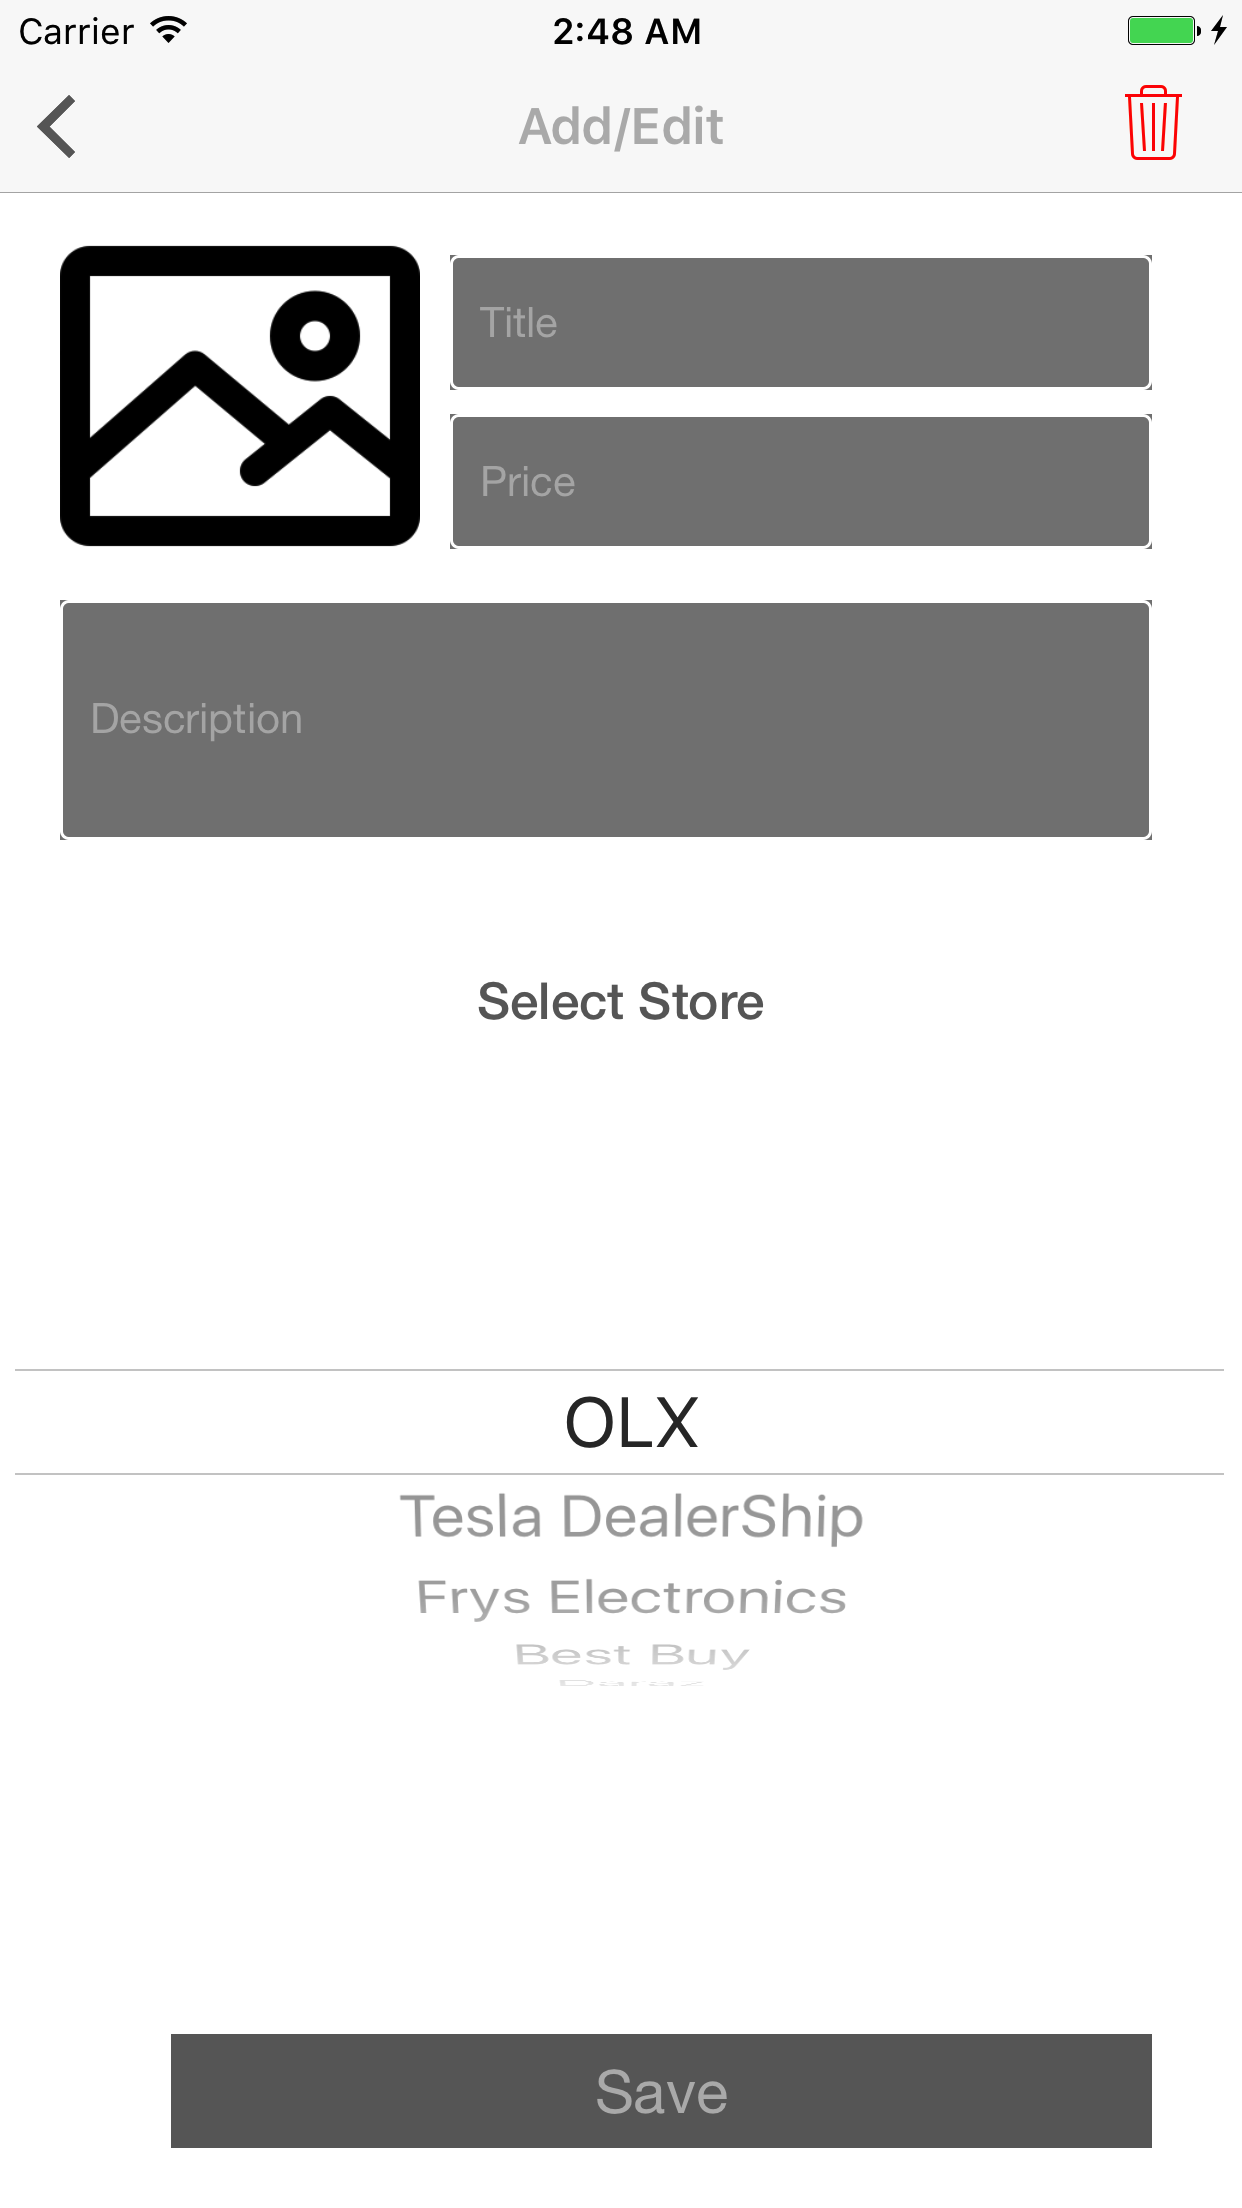 Carrier 2:48 AM
Add/Edit
Title
Price
Description
Select Store
OLX
Tesla DealerShip
Frys Electronics
Best Buy
Daraz
Save